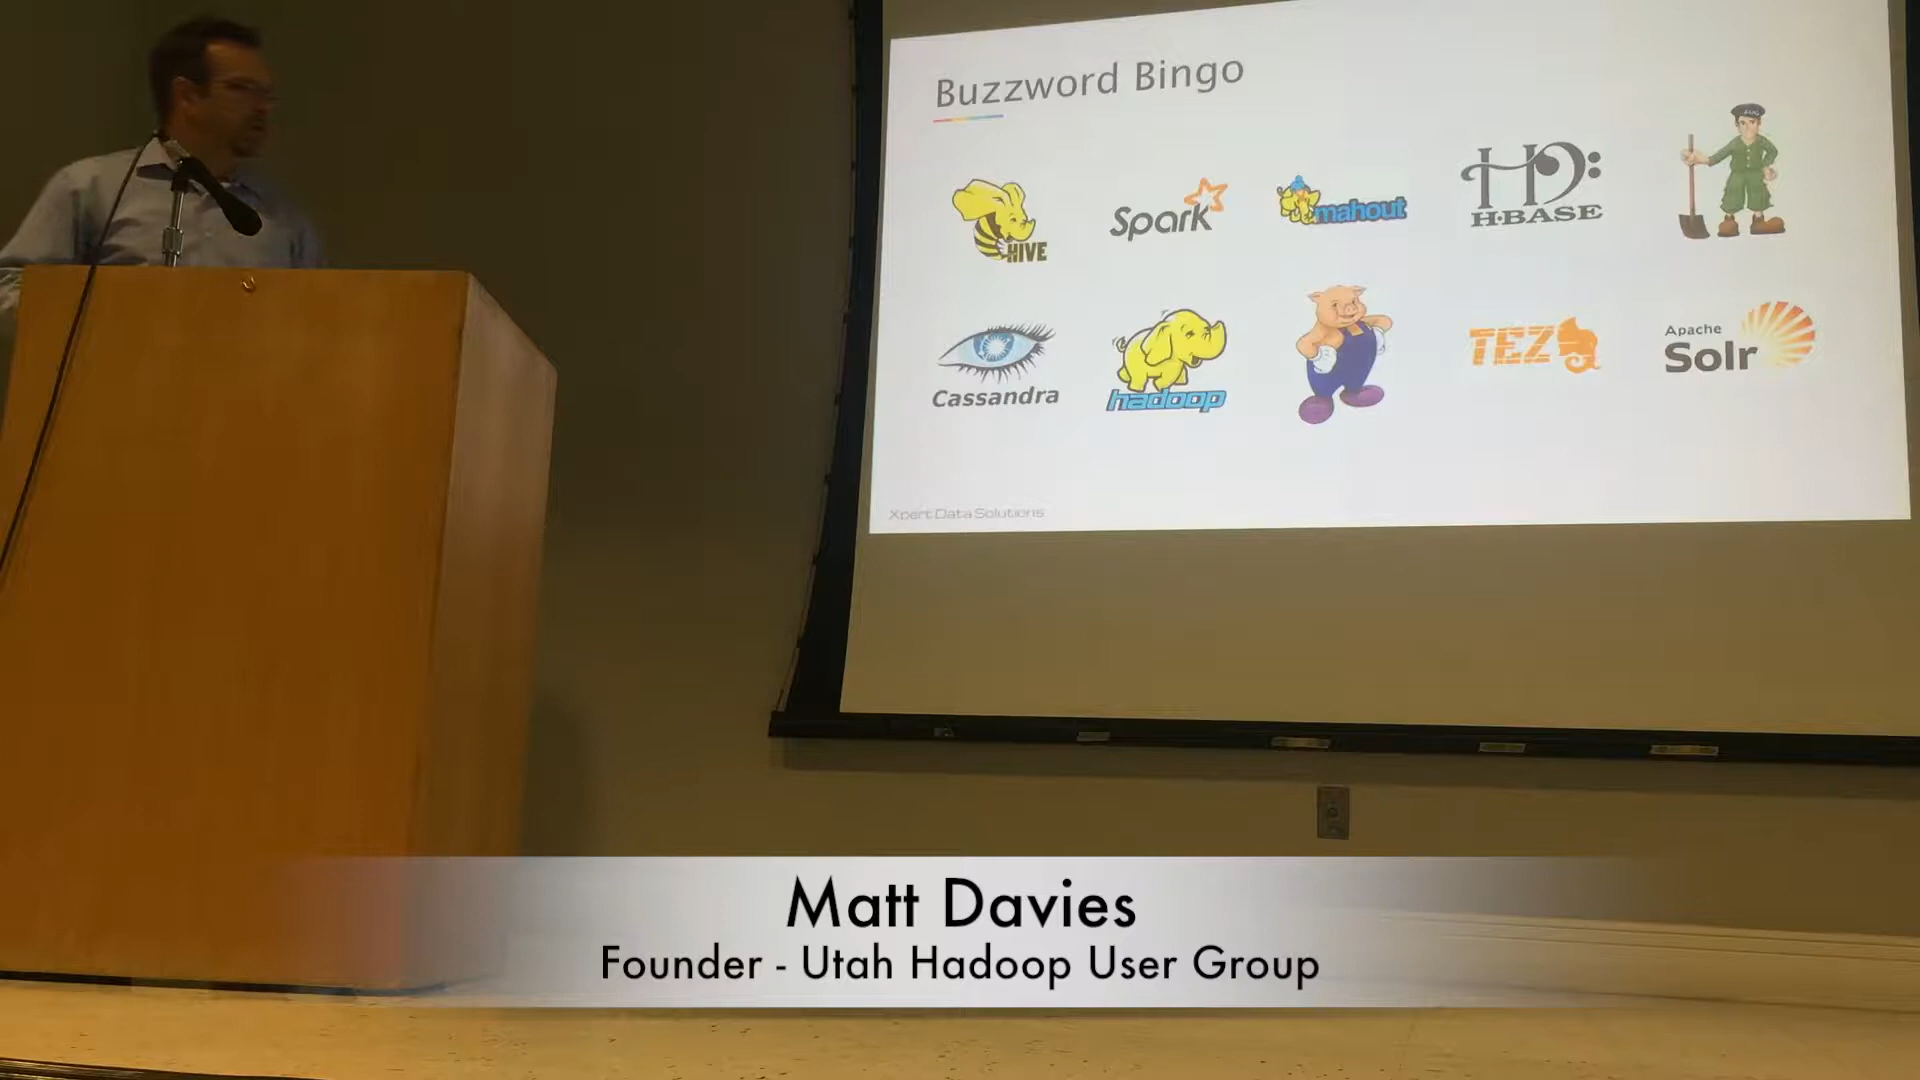 Buzzword Bingo
HIVE
Spark
mahout
H
H·BASE
Cassandra
hadoop
TEZ
Apache
Solr
Xpert Data Solutions
Matt Davies
Founder - Utah Hadoop User Group